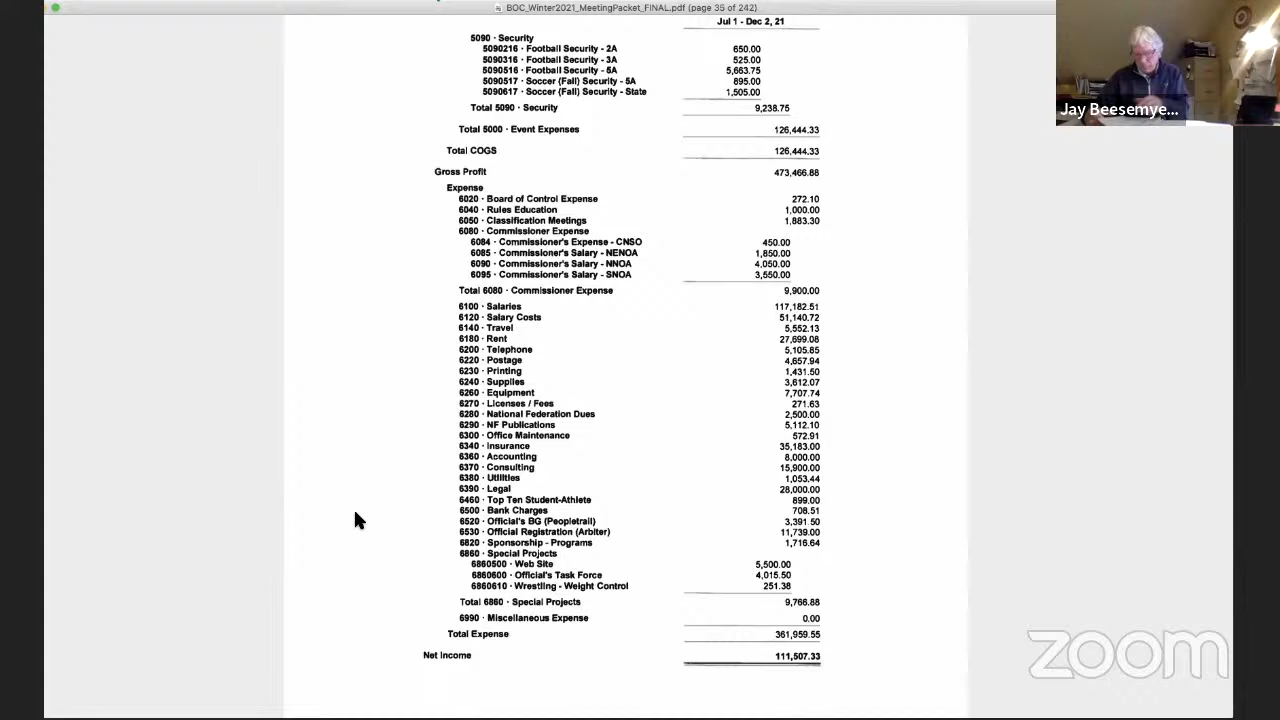 BOC_Winter2021_MeetingPacket_FINAL.pdf (page 35 of 242)
Jul 1 - Dec 2, 21
5090 · Security
5090216 · Football Security - 2A 650.00
5090316 · Football Security - 3A 525.00
5090516 · Football Security - 5A 5,663.75
5090517 · Soccer (Fall) Security - 5A 895.00
5090617 · Soccer (Fall) Security - State 1,505.00
Total 5090 · Security 9,238.75
Total 5000 · Event Expenses 126,444.33
Total COGS 126,444.33
Gross Profit 473,466.88
Expense
6020 · Board of Control Expense 272.10
6040 · Rules Education 1,000.00
6050 · Classification Meetings 1,883.30
6080 · Commissioner Expense
6084 · Commissioner's Expense - CNSO 450.00
6085 · Commissioner's Salary - NENOA 1,850.00
6090 · Commissioner's Salary - NNOA 4,050.00
6095 · Commissioner's Salary - SNOA 3,550.00
Total 6080 · Commissioner Expense 9,900.00
6100 · Salaries 117,182.51
6120 · Salary Costs 51,140.72
6140 · Travel 5,552.13
6180 · Rent 27,699.08
6200 · Telephone 5,105.85
6220 · Postage 4,657.94
6230 · Printing 1,431.50
6240 · Supplies 3,612.07
6260 · Equipment 7,707.74
6270 · Licenses / Fees 271.63
6280 · National Federation Dues 2,500.00
6290 · NF Publications 5,112.10
6300 · Office Maintenance 572.91
6340 · Insurance 35,183.00
6360 · Accounting 8,000.00
6370 · Consulting 15,900.00
6380 · Utilities 1,053.44
6390 · Legal 28,000.00
6460 · Top Ten Student-Athlete 899.00
6500 · Bank Charges 708.51
6520 · Official's BG (Peopletrail) 3,391.50
6530 · Official Registration (Arbiter) 11,739.00
6820 · Sponsorship - Programs 1,716.64
6860 · Special Projects
6860500 · Web Site 5,500.00
6860600 · Official's Task Force 4,015.50
6860610 · Wrestling - Weight Control 251.38
Total 6860 · Special Projects 9,766.88
6990 · Miscellaneous Expense 0.00
Total Expense 361,959.55
Net Income 111,507.33
Jay Beesemye...
zoom